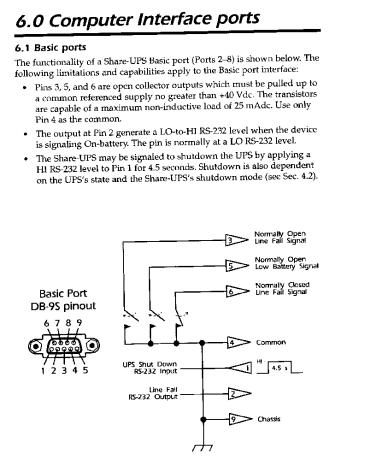 6.0 Computer Interface ports
6.1 Basic ports
The functionality of a Share-UPS Basic port (Ports 2–8) is shown below. The
following limitations and capabilities apply to the Basic port interface:
• Pins 3, 5, and 6 are open collector outputs which must be pulled up to
a common referenced supply no greater than +40 Vdc. The transistors
are capable of a maximum non-inductive load of 25 mAdc. Use only
Pin 4 as the common.
• The output at Pin 2 generate a LO-to-HI RS-232 level when the device
is signaling On-battery. The pin is normally at a LO RS-232 level.
• The Share-UPS may be signaled to shutdown the UPS by applying a
HI RS-232 level to Pin 1 for 4.5 seconds. Shutdown is also dependent
on the UPS's state and the Share-UPS's shutdown mode (see Sec. 4.2).
Normally Open
3 Line Fail Signal
Normally Open
5 Low Battery Signal
Normally Closed
6 Line Fail Signal
Basic Port
DB-9S pinout
6 7 8 9
1 2 3 4 5
4 Common
UPS Shut Down
RS-232 Input
1 HI 4.5 s
Line Fail
RS-232 Output
2
9 Chassis